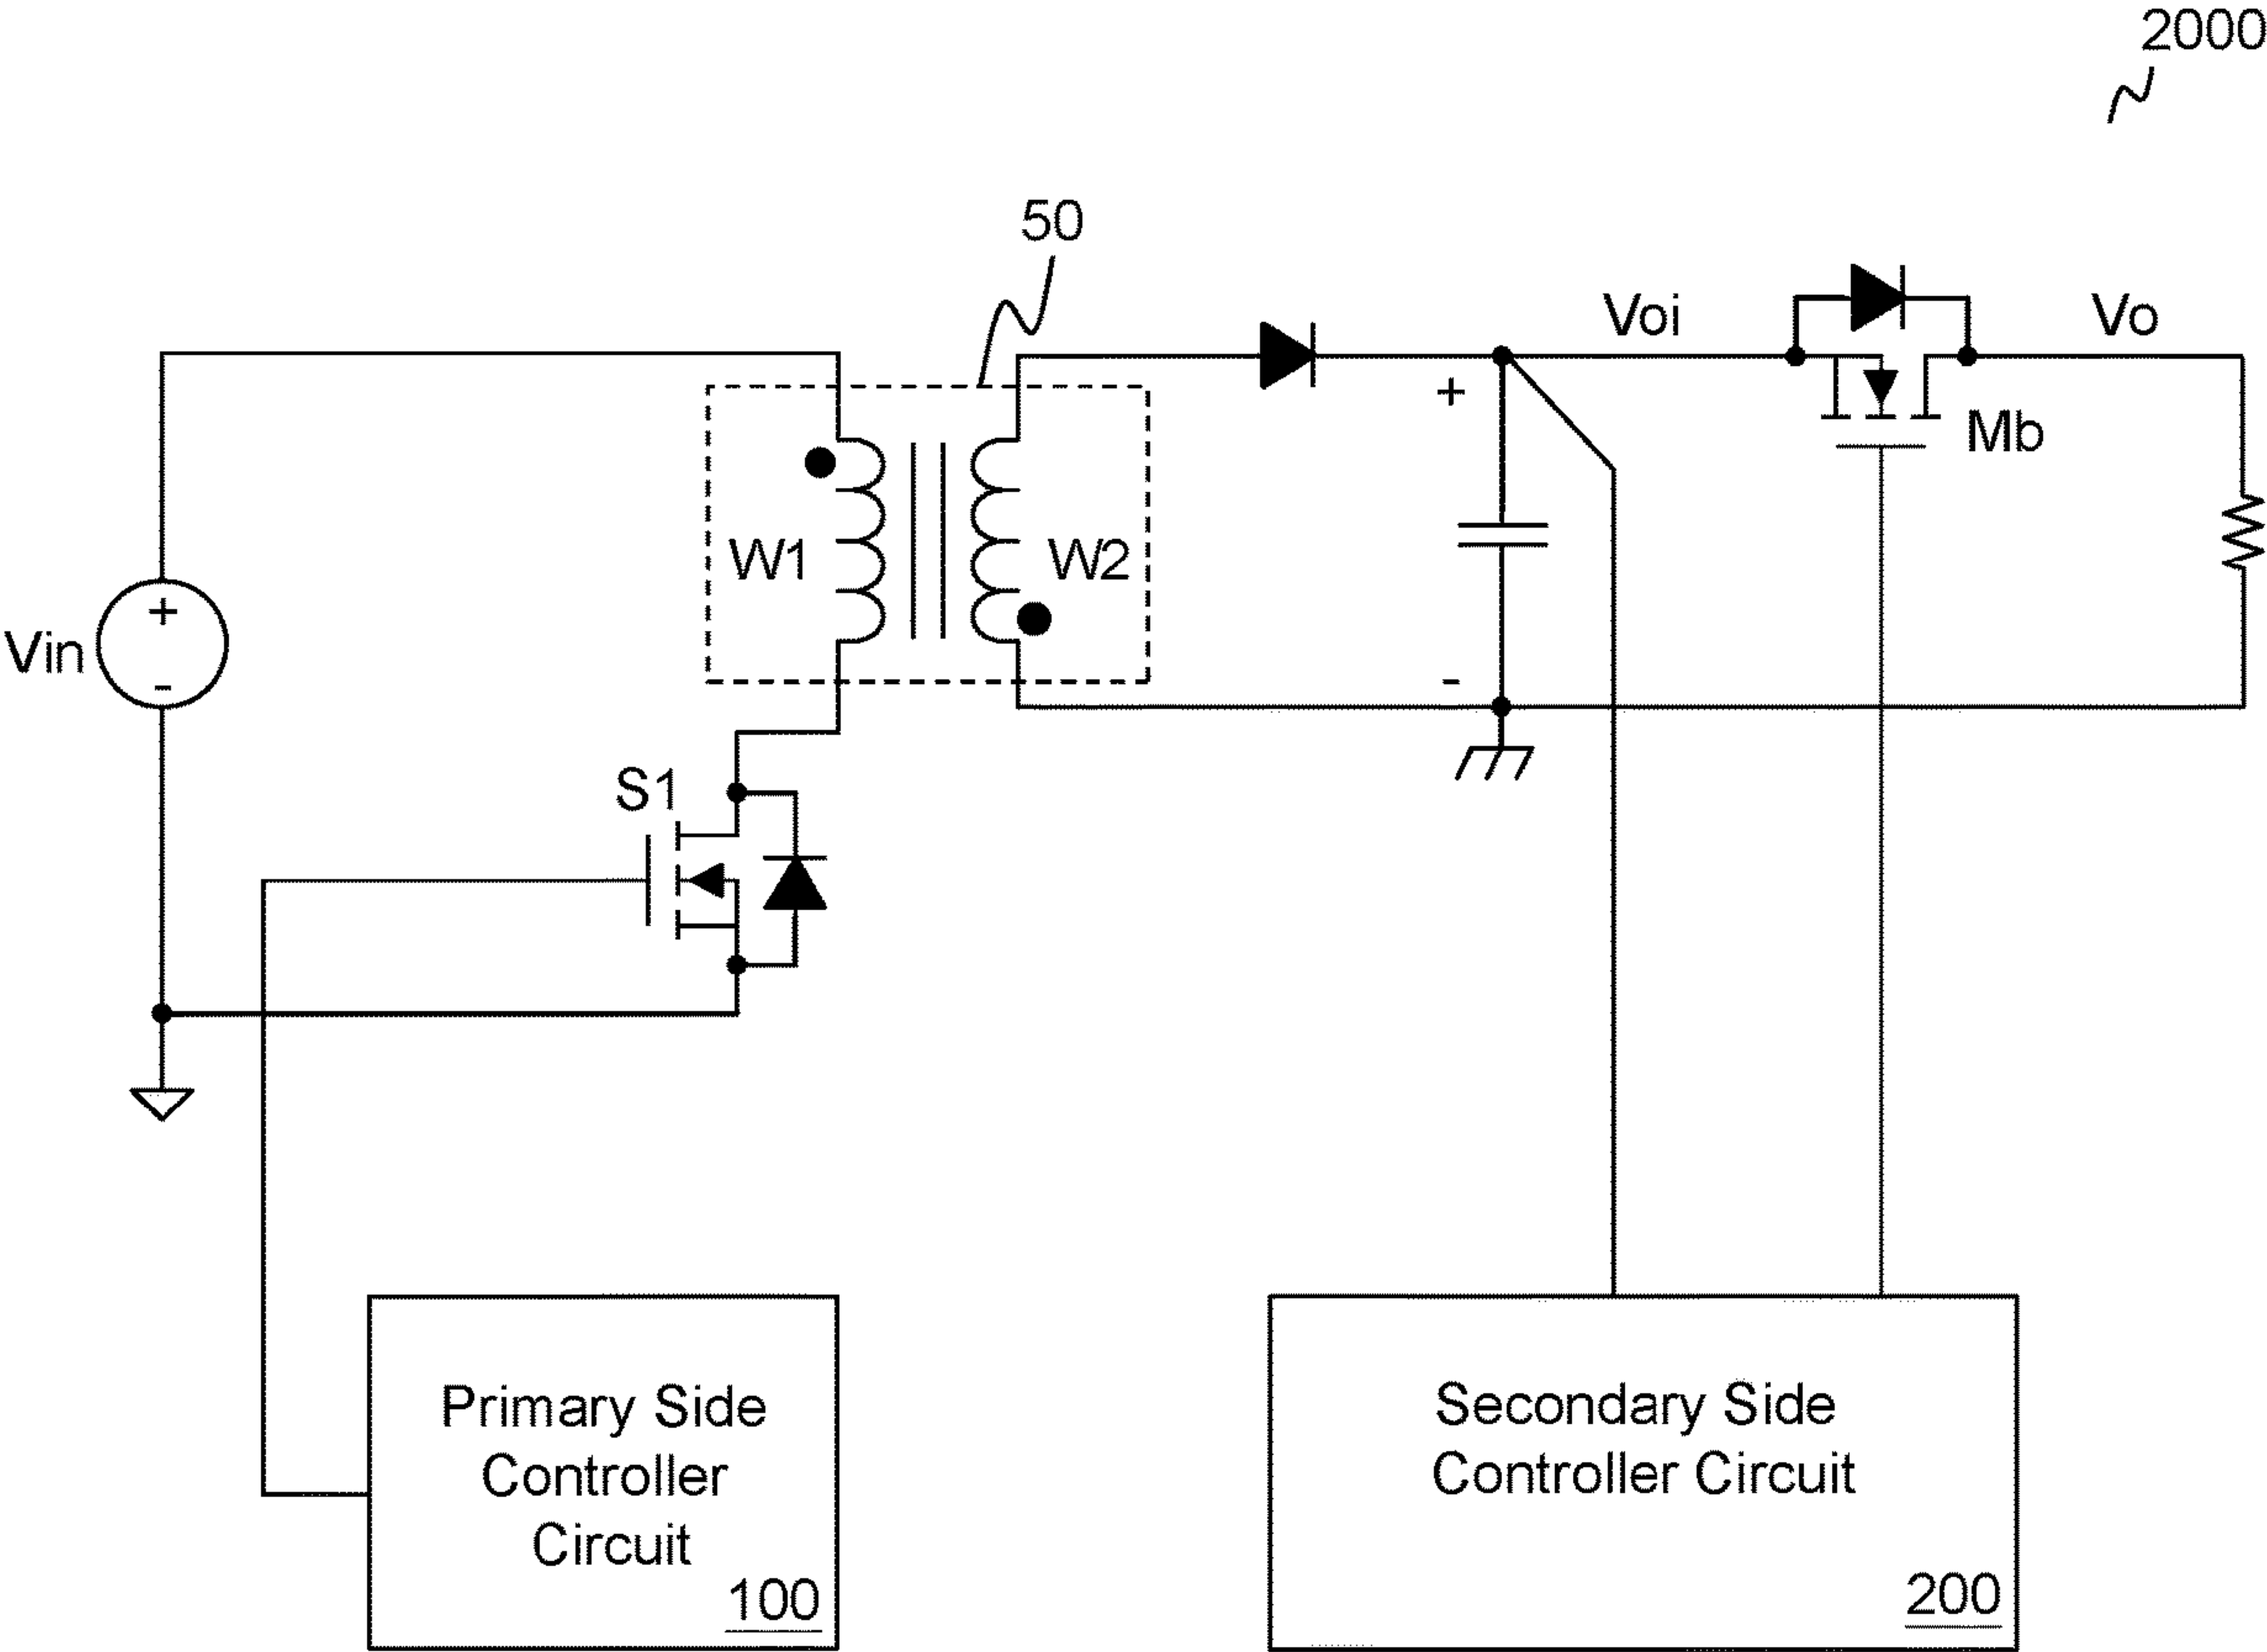 2000
50
Voi
Vo
+
Mb
W1
W2
Vin
+
-
-
S1
Primary Side
Controller
Circuit
100
Secondary Side
Controller Circuit
200